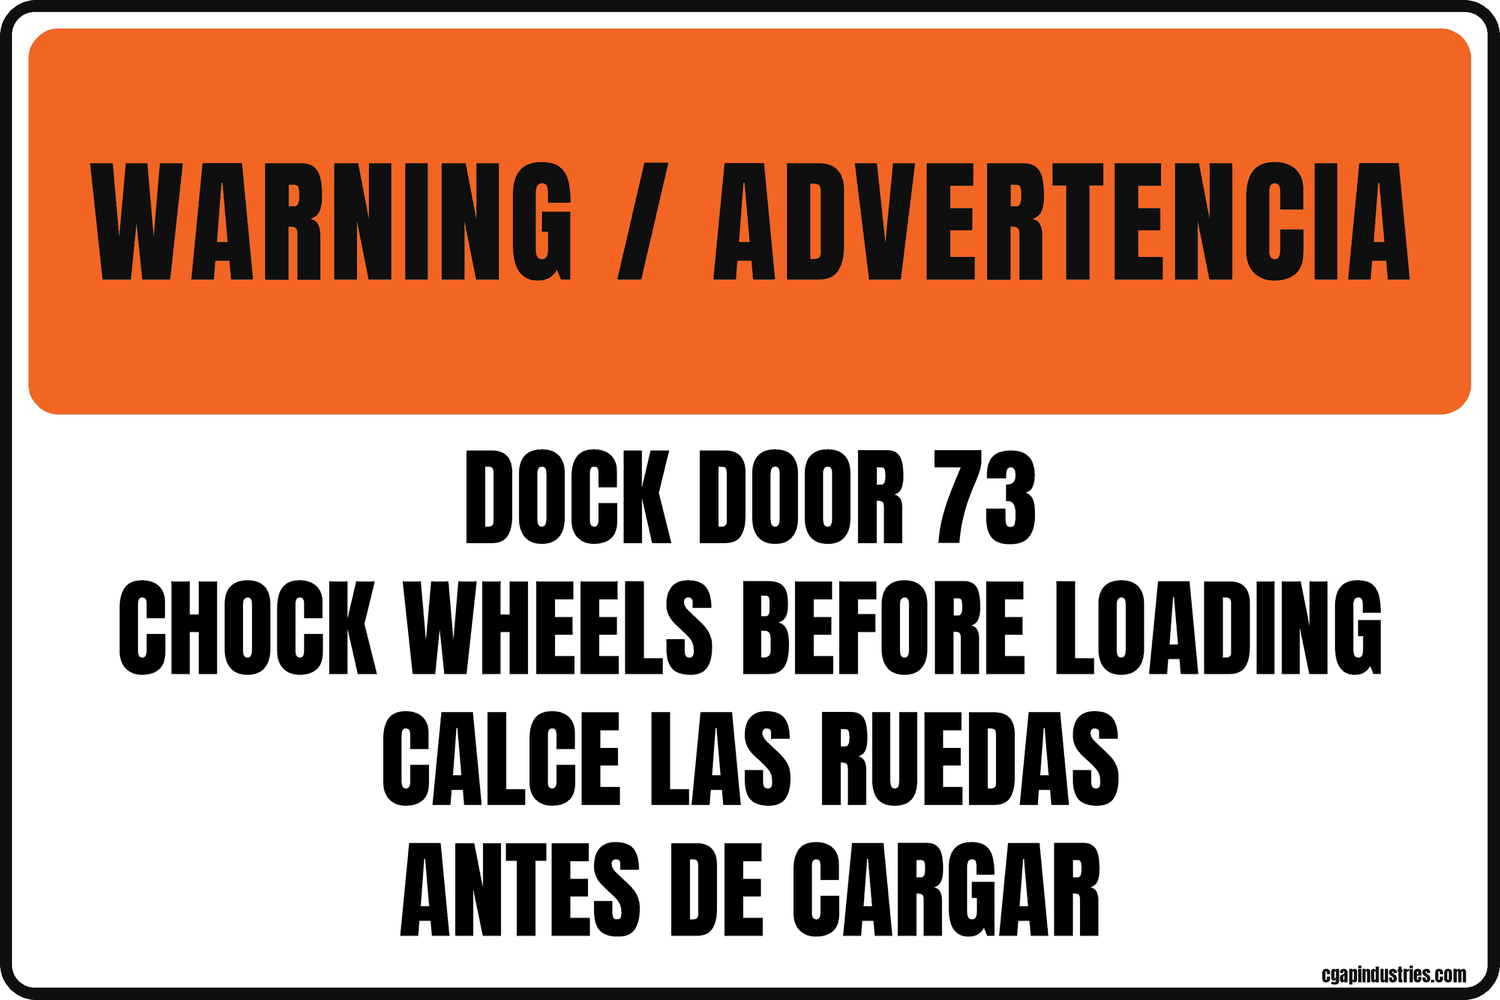 WARNING / ADVERTENCIA
DOCK DOOR 73
CHOCK WHEELS BEFORE LOADING
CALCE LAS RUEDAS
ANTES DE CARGAR
cgapindustries.com